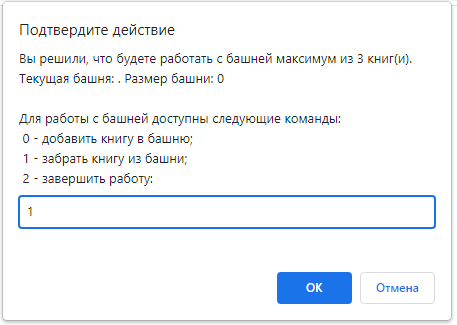 Подтвердите действие
Вы решили, что будете работать с башней максимум из 3 книг(и).
Текущая башня: . Размер башни: 0
Для работы с башней доступны следующие команды:
0 - добавить книгу в башню;
1 - забрать книгу из башни;
2 - завершить работу:
1
ОК
Отмена